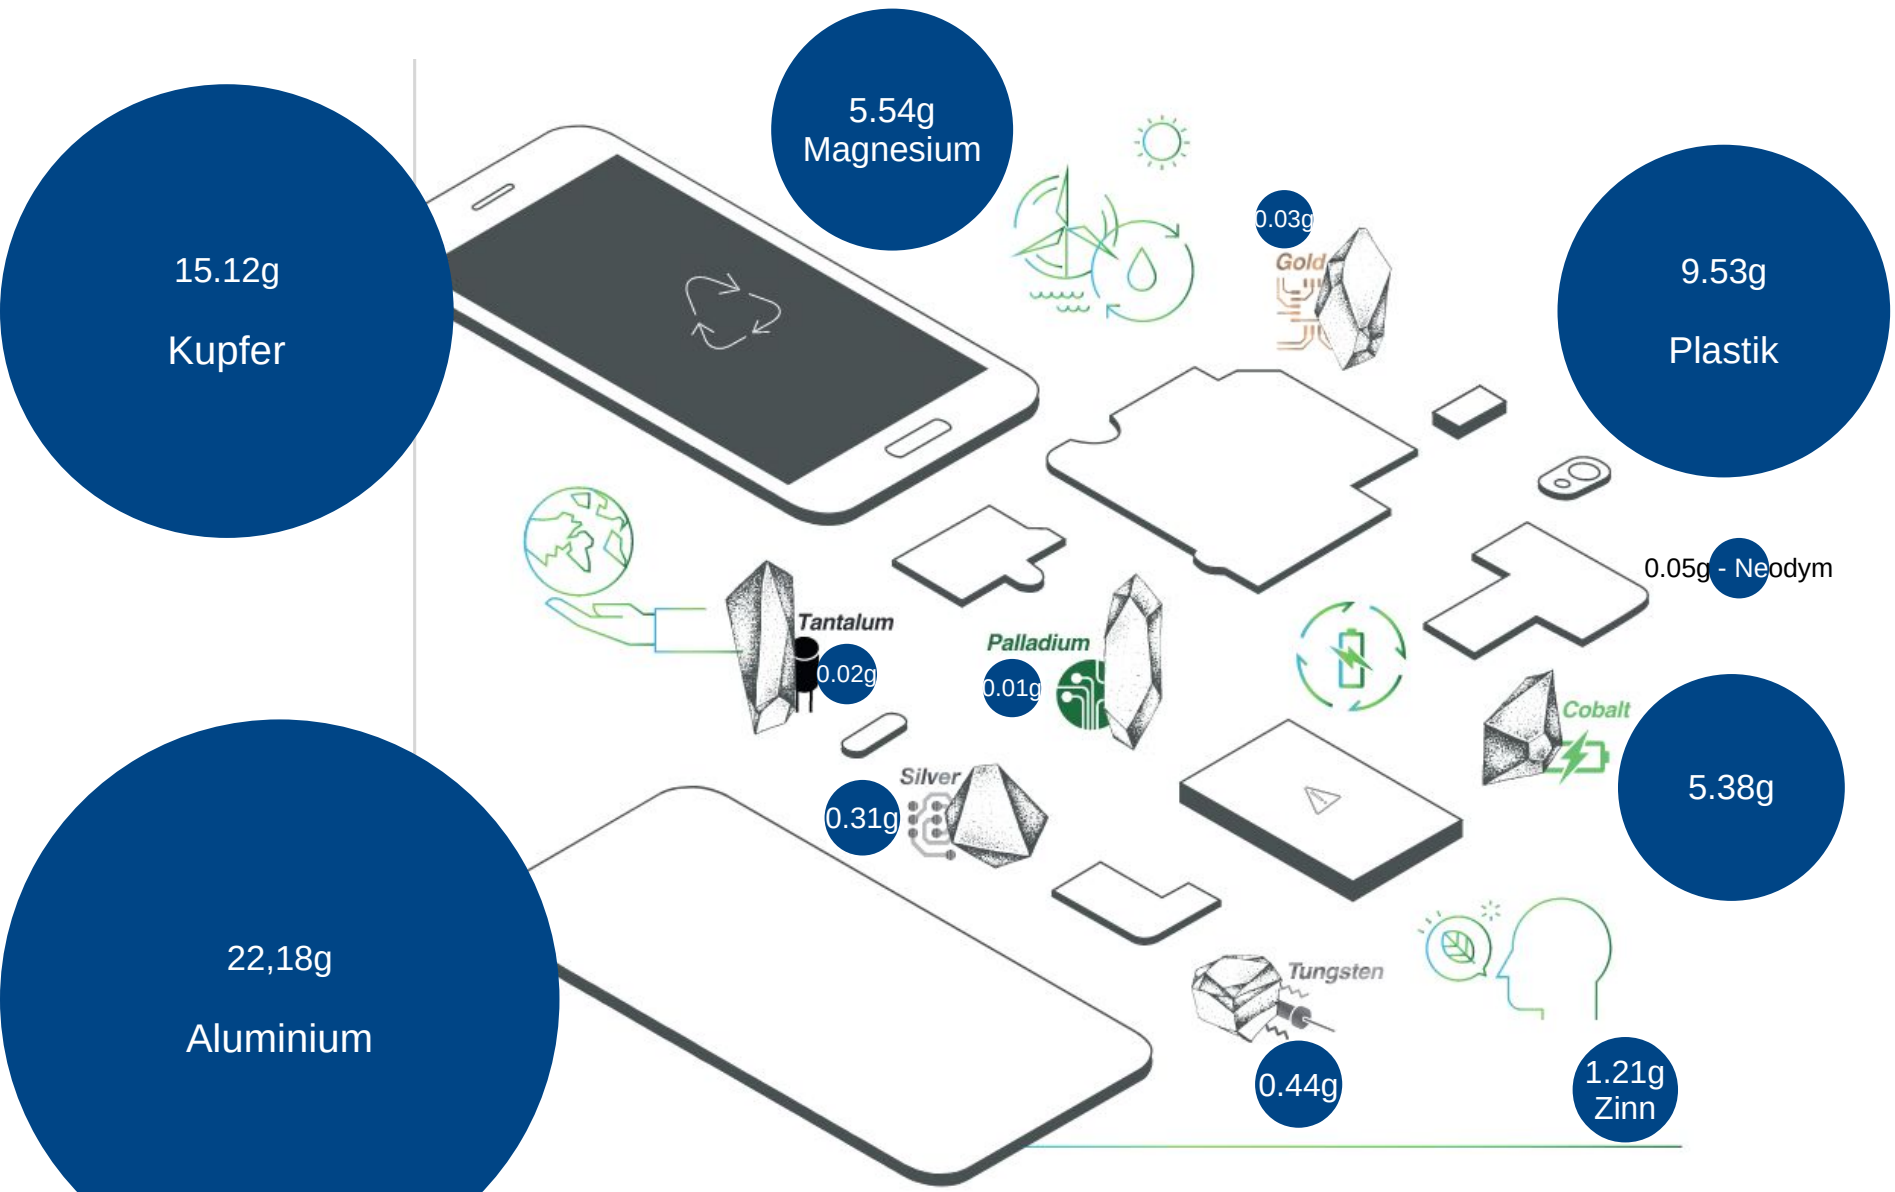 5.54g
Magnesium
15.12g
Kupfer
0.03g
Gold
9.53g
Plastik
0.05g - Neodym
Tantalum
0.02g
Palladium
0.01g
Cobalt
5.38g
Silver
0.31g
22,18g
Aluminium
Tungsten
0.44g
1.21g
Zinn